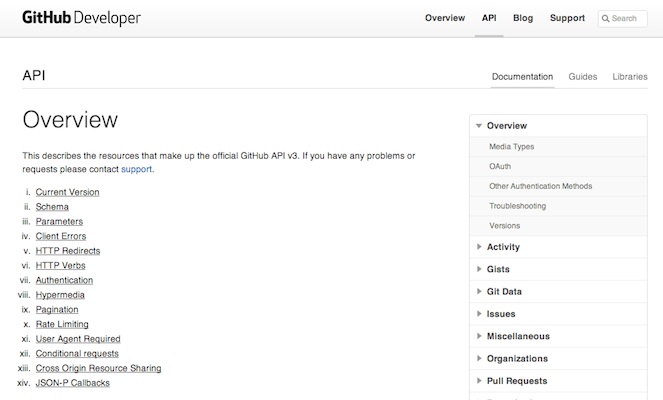 GitHub Developer
Overview API Blog Support Search
API
Documentation Guides Libraries
Overview
This describes the resources that make up the official GitHub API v3. If you have any problems or
requests please contact support.
i. Current Version
ii. Schema
iii. Parameters
iv. Client Errors
v. HTTP Redirects
vi. HTTP Verbs
vii. Authentication
viii. Hypermedia
ix. Pagination
x. Rate Limiting
xi. User Agent Required
xii. Conditional requests
xiii. Cross Origin Resource Sharing
xiv. JSON-P Callbacks
Overview
Media Types
OAuth
Other Authentication Methods
Troubleshooting
Versions
Activity
Gists
Git Data
Issues
Miscellaneous
Organizations
Pull Requests